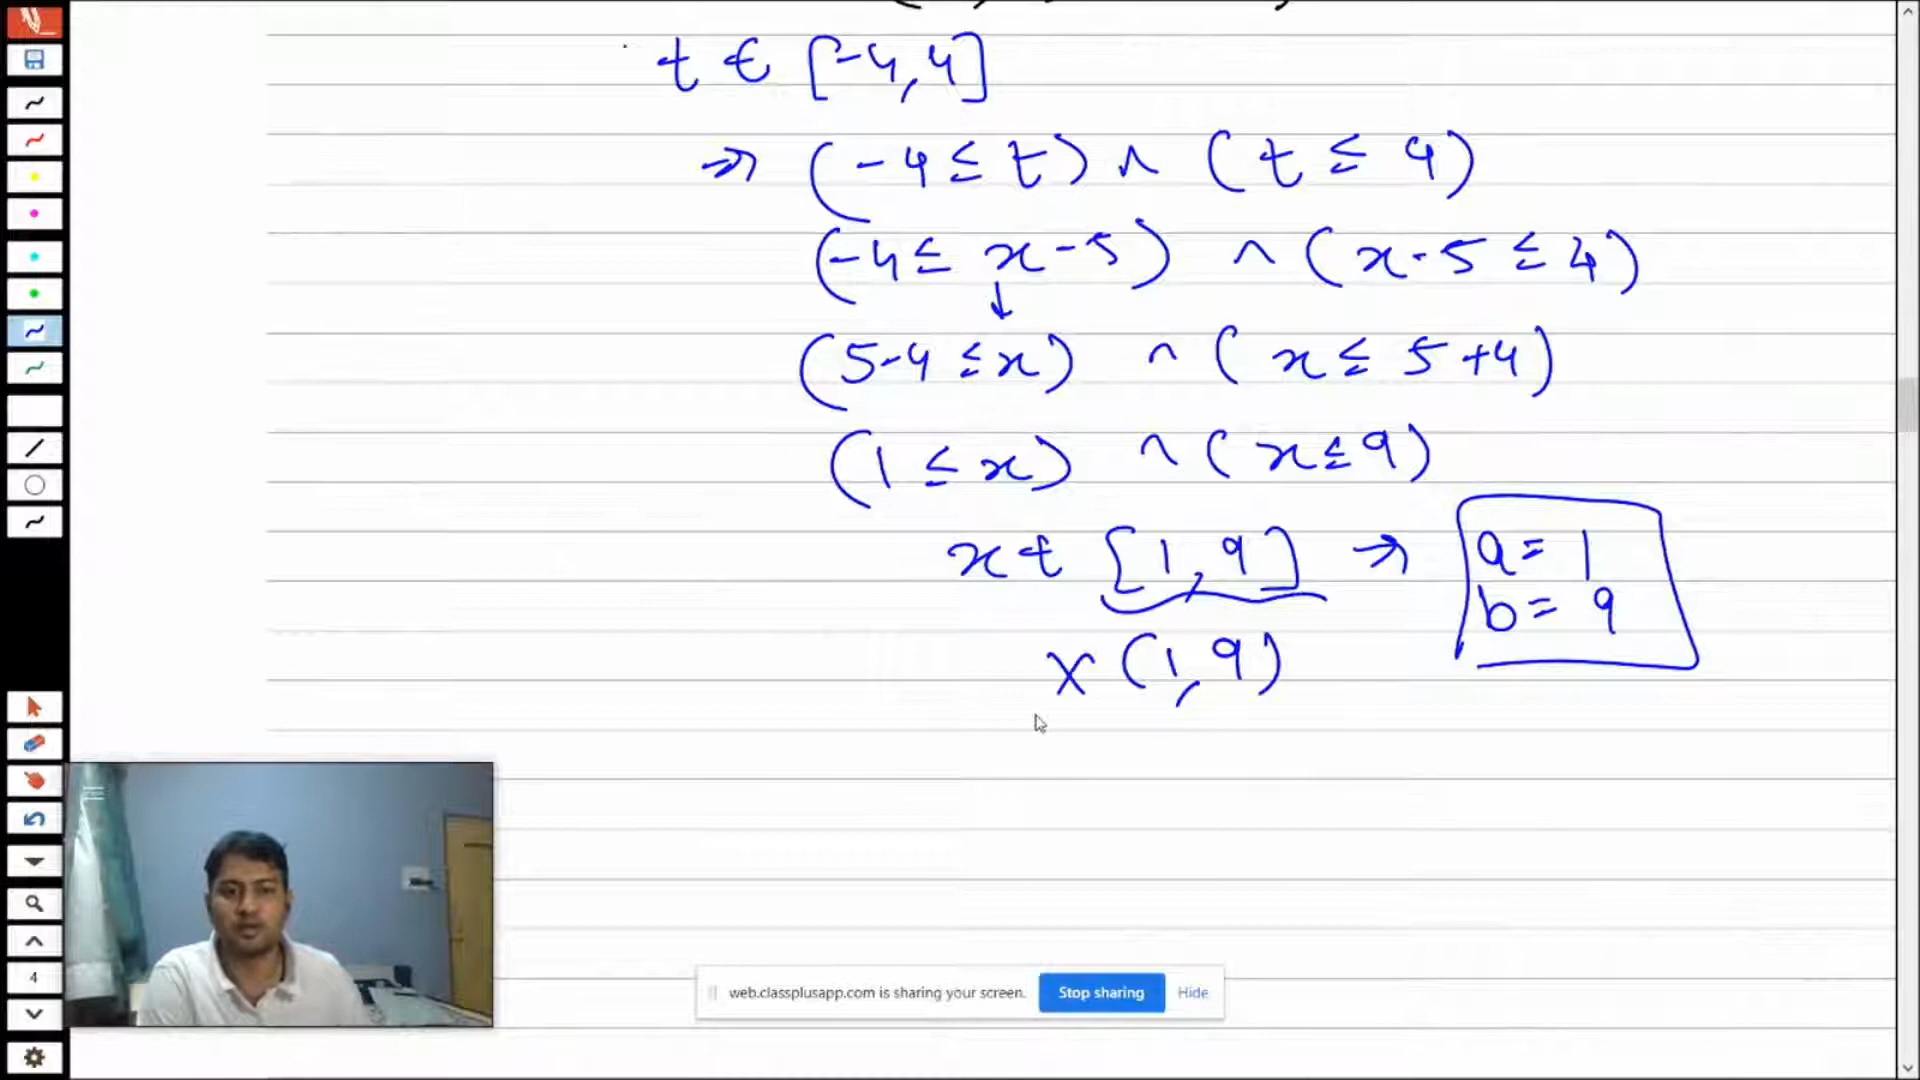 t ∈ [-4,4]
⇒ (-4 ≤ t) ∧ (t ≤ 4)
(-4 ≤ x-5) ∧ (x-5 ≤ 4)
↓
(5-4 ≤ x) ∧ (x ≤ 5+4)
(1 ≤ x) ∧ (x ≤ 9)
x ∈ [1,9] → a = 1
b = 9
X (1,9)
4
web.classplusapp.com is sharing your screen. Stop sharing Hide